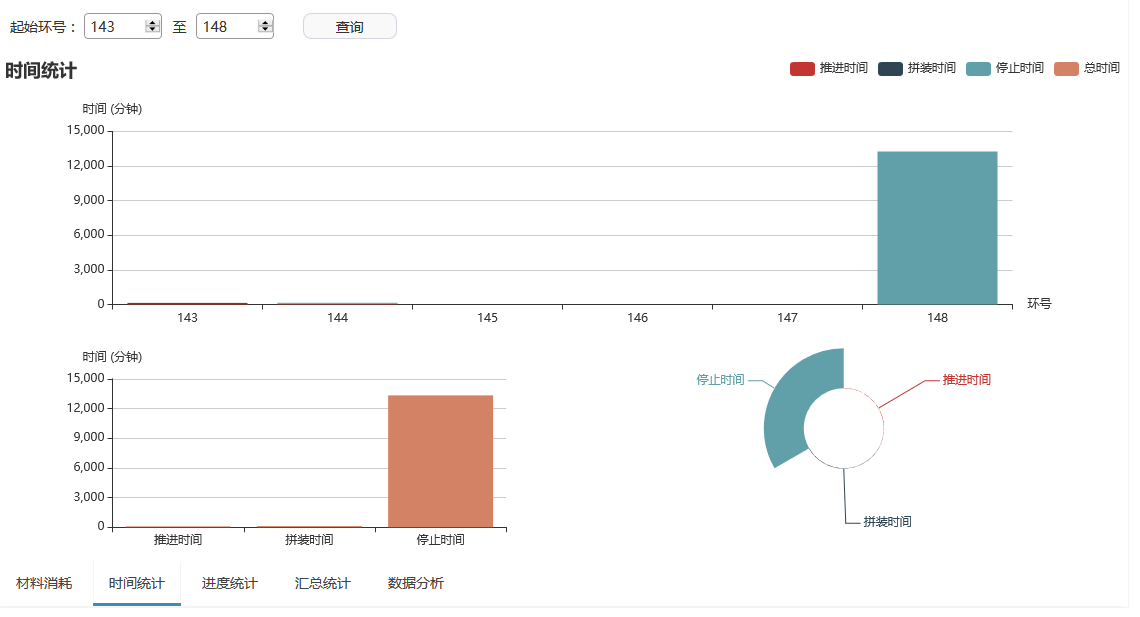 起始环号： 143 至 148 查询
时间统计
推进时间 拼装时间 停止时间 总时间
时间 (分钟)
15,000
12,000
9,000
6,000
3,000
0
143 144 145 146 147 148
环号
时间 (分钟)
15,000
12,000
9,000
6,000
3,000
0
推进时间 拼装时间 停止时间
停止时间 推进时间
拼装时间
材料消耗 时间统计 进度统计 汇总统计 数据分析